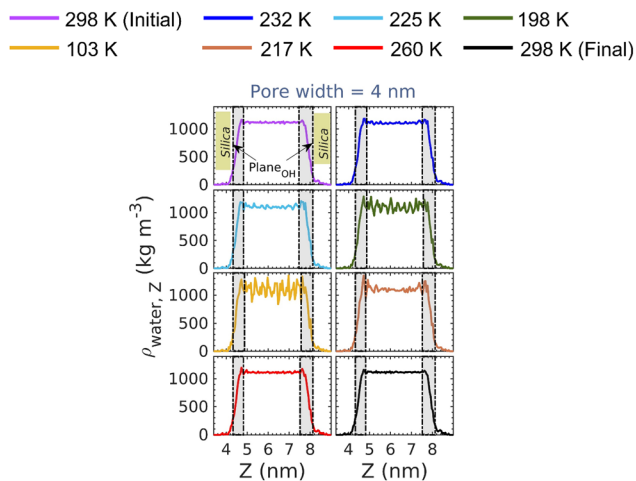 298 K (Initial) 232 K 225 K 198 K
103 K 217 K 260 K 298 K (Final)
Pore width = 4 nm
1000
500
0
Silica
Plane_OH
Silica
1000
500
0
1000
500
0
1000
500
0
ρ_water, z (kg m⁻³)
4 5 6 7 8 4 5 6 7 8
Z (nm) Z (nm)